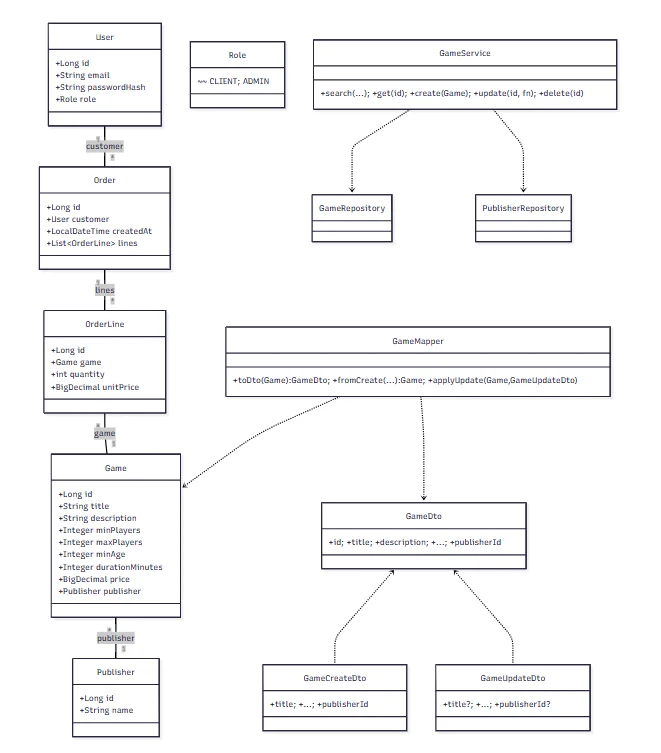 User
+Long id
+String email
+String passwordHash
+Role role
customer
*
Order
+Long id
+User customer
+LocalDateTime createdAt
+List<OrderLine> lines
lines
*
OrderLine
+Long id
+Game game
+int quantity
+BigDecimal unitPrice
*
game
1
Game
+Long id
+String title
+String description
+Integer minPlayers
+Integer maxPlayers
+Integer minAge
+Integer durationMinutes
+BigDecimal price
+Publisher publisher
*
publisher
1
Publisher
+Long id
+String name
Role
~~ CLIENT; ADMIN
GameService
+search(...); +get(id); +create(Game); +update(id, fn); +delete(id)
GameRepository
PublisherRepository
GameMapper
+toDto(Game):GameDto; +fromCreate(...):Game; +applyUpdate(Game,GameUpdateDto)
GameDto
+id; +title; +description; +...; +publisherId
GameCreateDto
+title; +...; +publisherId
GameUpdateDto
+title?; +...; +publisherId?